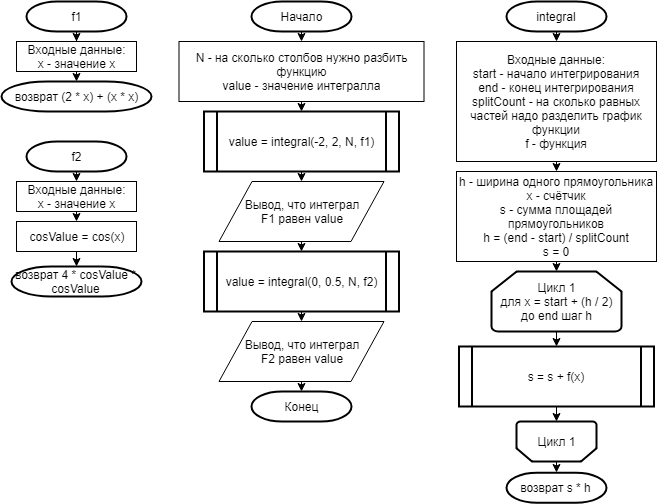 f1
Входные данные:
x - значение x
возврат (2 * x) + (x * x)
f2
Входные данные:
x - значение x
cosValue = cos(x)
возврат 4 * cosValue *
cosValue
Начало
N - на сколько столбов нужно разбить
функцию
value - значение интегралла
value = integral(-2, 2, N, f1)
Вывод, что интеграл
F1 равен value
value = integral(0, 0.5, N, f2)
Вывод, что интеграл
F2 равен value
Конец
integral
Входные данные:
start - начало интегрирования
end - конец интегрирования
splitCount - на сколько равных
частей надо разделить график
функции
f - функция
h - ширина одного прямоугольника
x - счётчик
s - сумма площадей
прямоугольников
h = (end - start) / splitCount
s = 0
Цикл 1
для x = start + (h / 2)
до end шаг h
s = s + f(x)
Цикл 1
возврат s * h